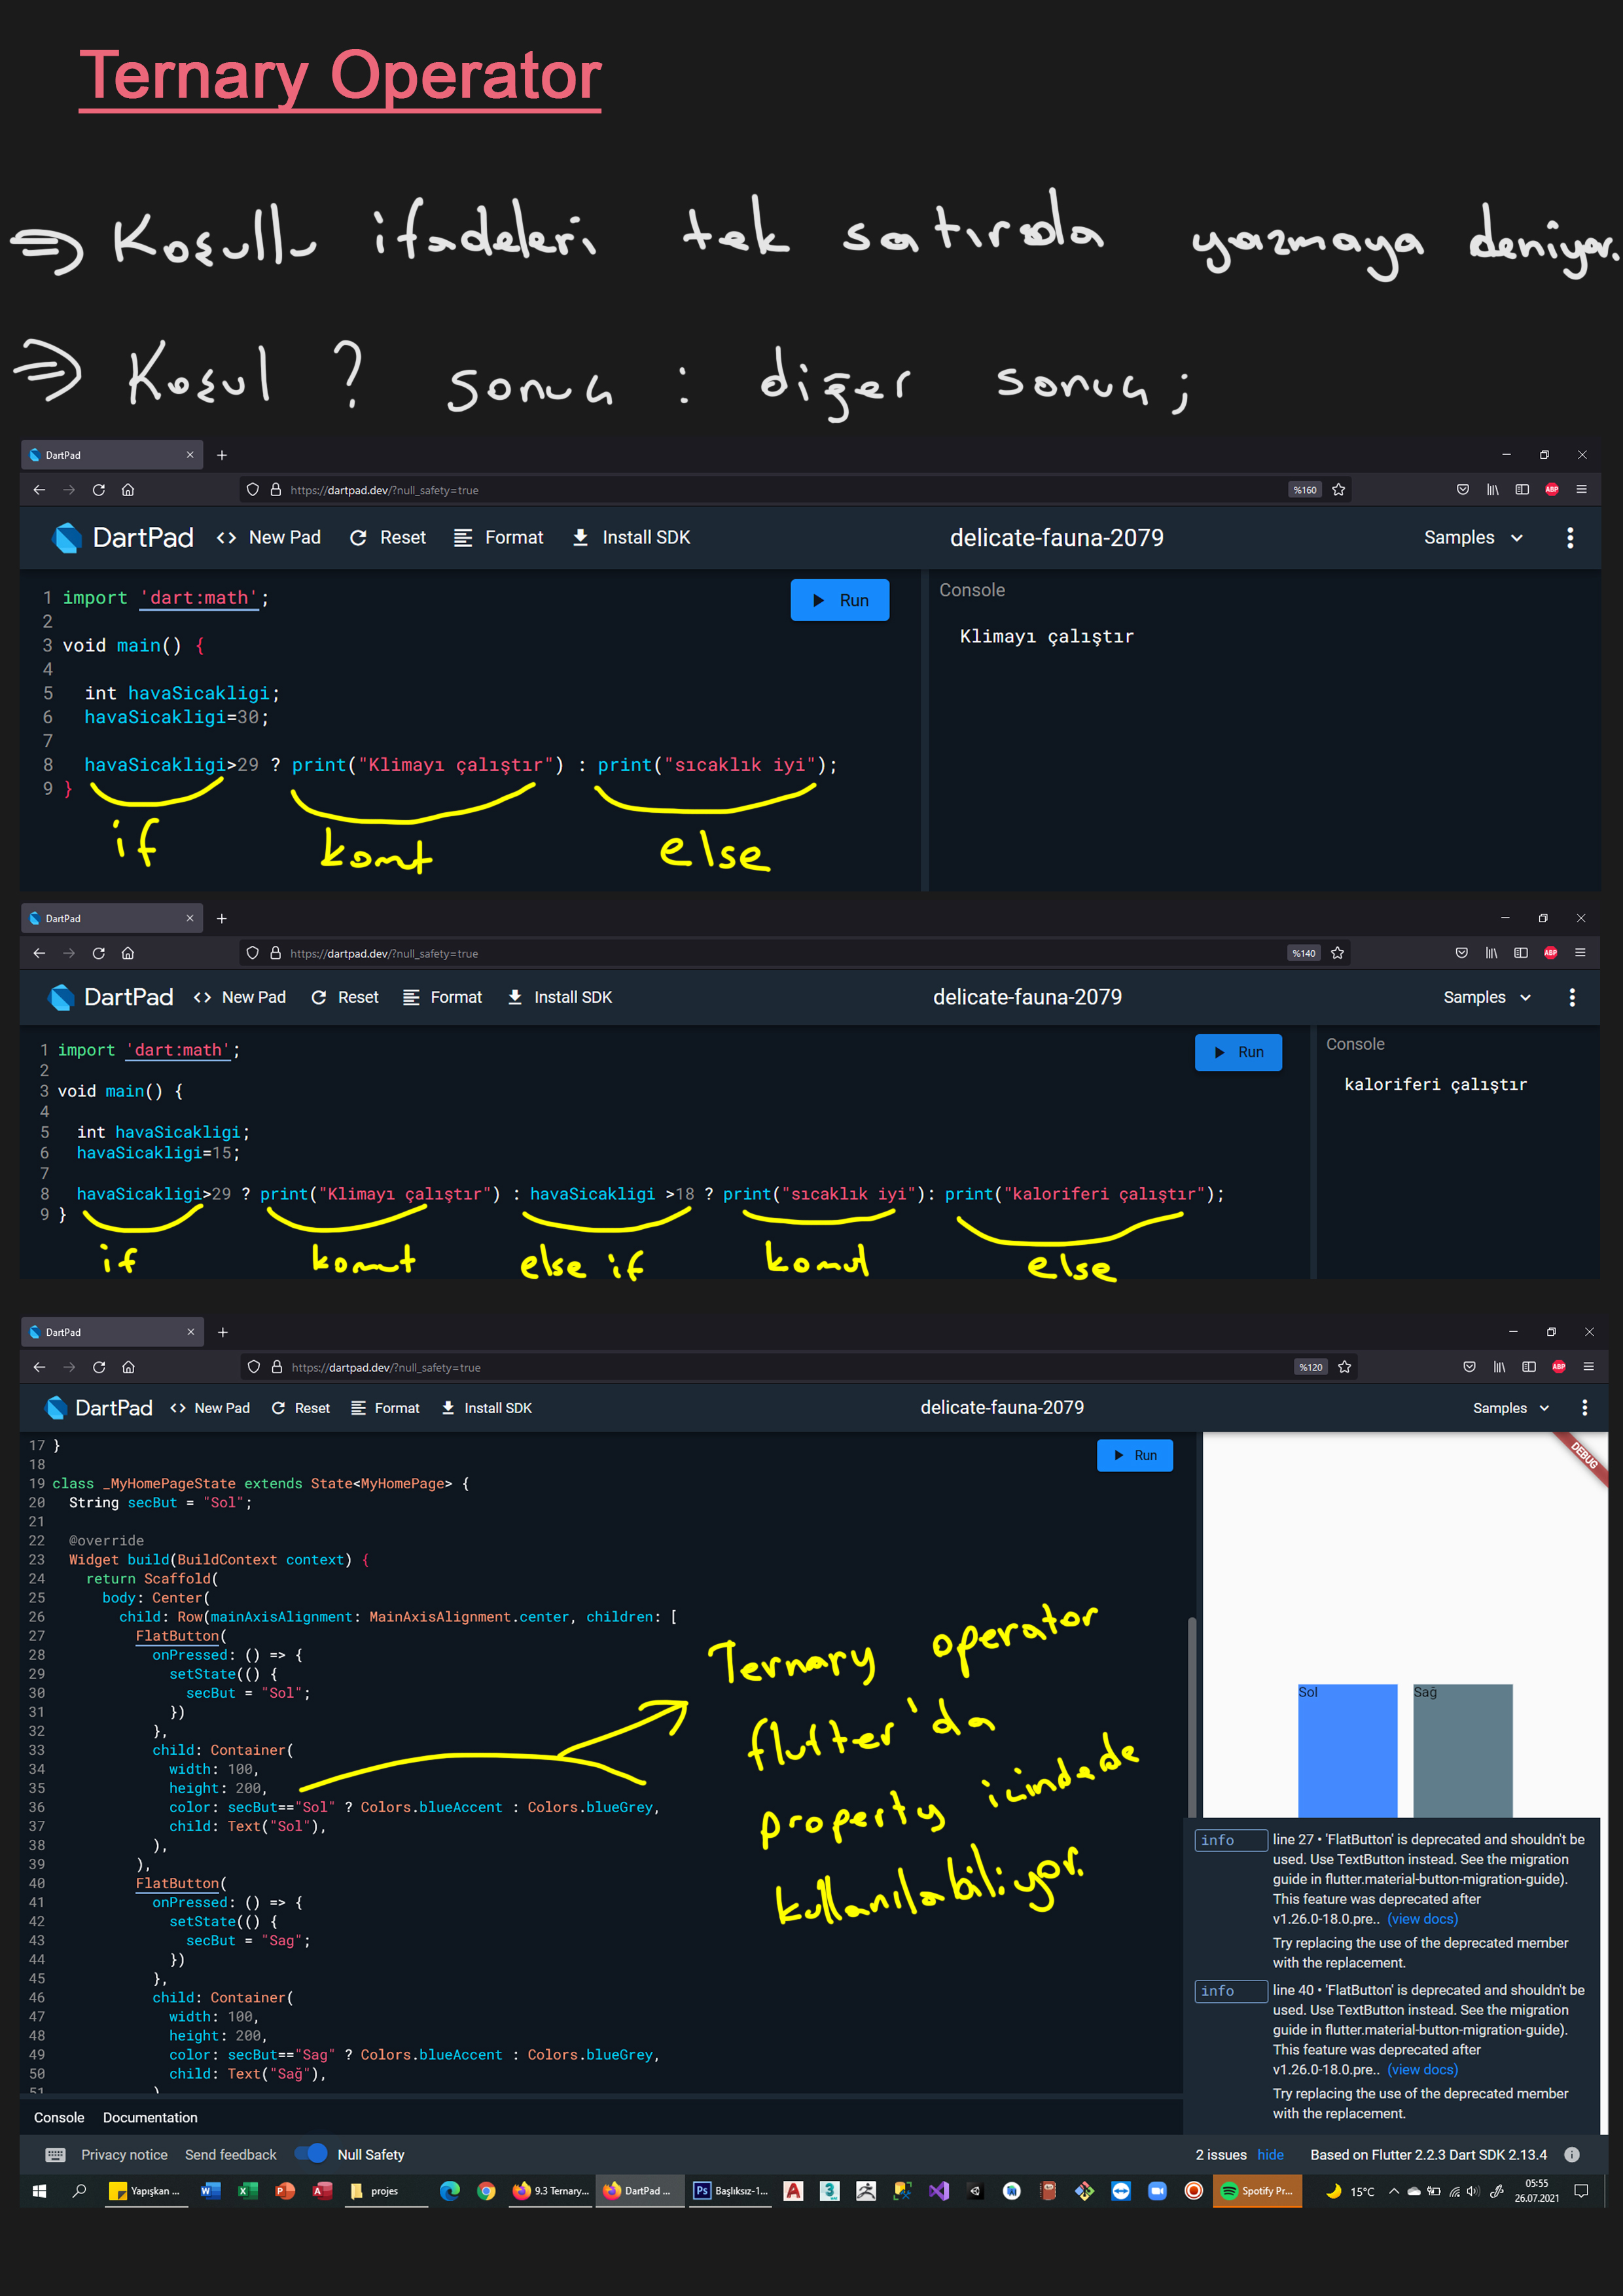 Ternary Operator
⇒ Koşullu ifadeleri tek satırda yazmaya deniyor.
⇒ Koşul ? sonuç : diğer sonuç;
DartPad
https://dartpad.dev/?null_safety=true %160 ABP
DartPad <> New Pad Reset Format Install SDK delicate-fauna-2079 Samples
1 import 'dart:math';
2
3 void main() {
4
5 int havaSicakligi;
6 havaSicakligi=30;
7
8 havaSicakligi>29 ? print("Klimayı çalıştır") : print("sıcaklık iyi");
9 }
if komut else
Run
Console
Klimayı çalıştır
DartPad
https://dartpad.dev/?null_safety=true %140 ABP
DartPad <> New Pad Reset Format Install SDK delicate-fauna-2079 Samples
1 import 'dart:math';
2
3 void main() {
4
5 int havaSicakligi;
6 havaSicakligi=15;
7
8 havaSicakligi>29 ? print("Klimayı çalıştır") : havaSicakligi >18 ? print("sıcaklık iyi"): print("kaloriferi çalıştır");
9 }
if komut else if komut else
Run
Console
kaloriferi çalıştır
DartPad
https://dartpad.dev/?null_safety=true %120 ABP
DartPad <> New Pad Reset Format Install SDK delicate-fauna-2079 Samples
17 }
18
19 class _MyHomePageState extends State<MyHomePage> {
20 String secBut = "Sol";
21
22 @override
23 Widget build(BuildContext context) {
24 return Scaffold(
25 body: Center(
26 child: Row(mainAxisAlignment: MainAxisAlignment.center, children: [
27 FlatButton(
28 onPressed: () => {
29 setState(() {
30 secBut = "Sol";
31 })
32 },
33 child: Container(
34 width: 100,
35 height: 200,
36 color: secBut=="Sol" ? Colors.blueAccent : Colors.blueGrey,
37 child: Text("Sol"),
38 ),
39 ),
40 FlatButton(
41 onPressed: () => {
42 setState(() {
43 secBut = "Sag";
44 })
45 },
46 child: Container(
47 width: 100,
48 height: 200,
49 color: secBut=="Sag" ? Colors.blueAccent : Colors.blueGrey,
50 child: Text("Sağ"),
51 )
Ternary operator
flutter'da
property icindede
kullanılabiliyor.
Run
DEBUG
Sol Sağ
info line 27 • 'FlatButton' is deprecated and shouldn't be
used. Use TextButton instead. See the migration
guide in flutter.material-button-migration-guide).
This feature was deprecated after
v1.26.0-18.0.pre.. (view docs)
Try replacing the use of the deprecated member
with the replacement.
info line 40 • 'FlatButton' is deprecated and shouldn't be
used. Use TextButton instead. See the migration
guide in flutter.material-button-migration-guide).
This feature was deprecated after
v1.26.0-18.0.pre.. (view docs)
Try replacing the use of the deprecated member
with the replacement.
Console Documentation
Privacy notice Send feedback Null Safety 2 issues hide Based on Flutter 2.2.3 Dart SDK 2.13.4
Yapışkan ... projes 9.3 Ternary... DartPad ... Ps Başlıksız-1... Spotify Pr... 15°C 05:55
26.07.2021